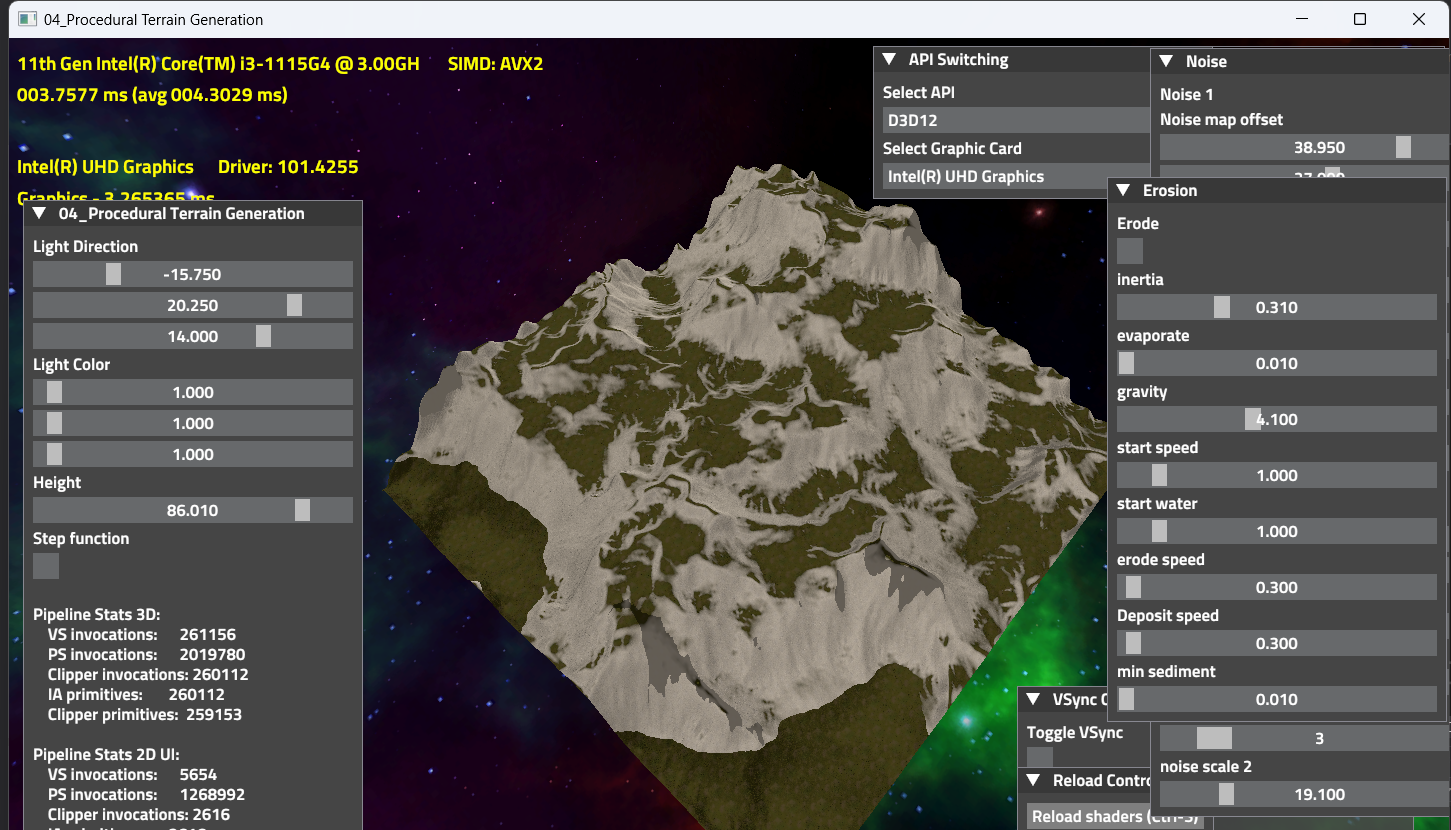 04_Procedural Terrain Generation
11th Gen Intel(R) Core(TM) i3-1115G4 @ 3.00GH SIMD: AVX2
003.7577 ms (avg 004.3029 ms)
Intel(R) UHD Graphics Driver: 101.4255
Graphics - 3.265365 ms
04_Procedural Terrain Generation
Light Direction
-15.750
20.250
14.000
Light Color
1.000
1.000
1.000
Height
86.010
Step function
Pipeline Stats 3D:
VS invocations: 261156
PS invocations: 2019780
Clipper invocations: 260112
IA primitives: 260112
Clipper primitives: 259153
Pipeline Stats 2D UI:
VS invocations: 5654
PS invocations: 1268992
Clipper invocations: 2616
API Switching
Select API
D3D12
Select Graphic Card
Intel(R) UHD Graphics
Noise
Noise 1
Noise map offset
38.950
Erosion
Erode
inertia
0.310
evaporate
0.010
gravity
4.100
start speed
1.000
start water
1.000
erode speed
0.300
Deposit speed
0.300
min sediment
0.010
VSync C
Toggle VSync
Reload Contro
Reload shaders (Ctrl-S)
3
noise scale 2
19.100